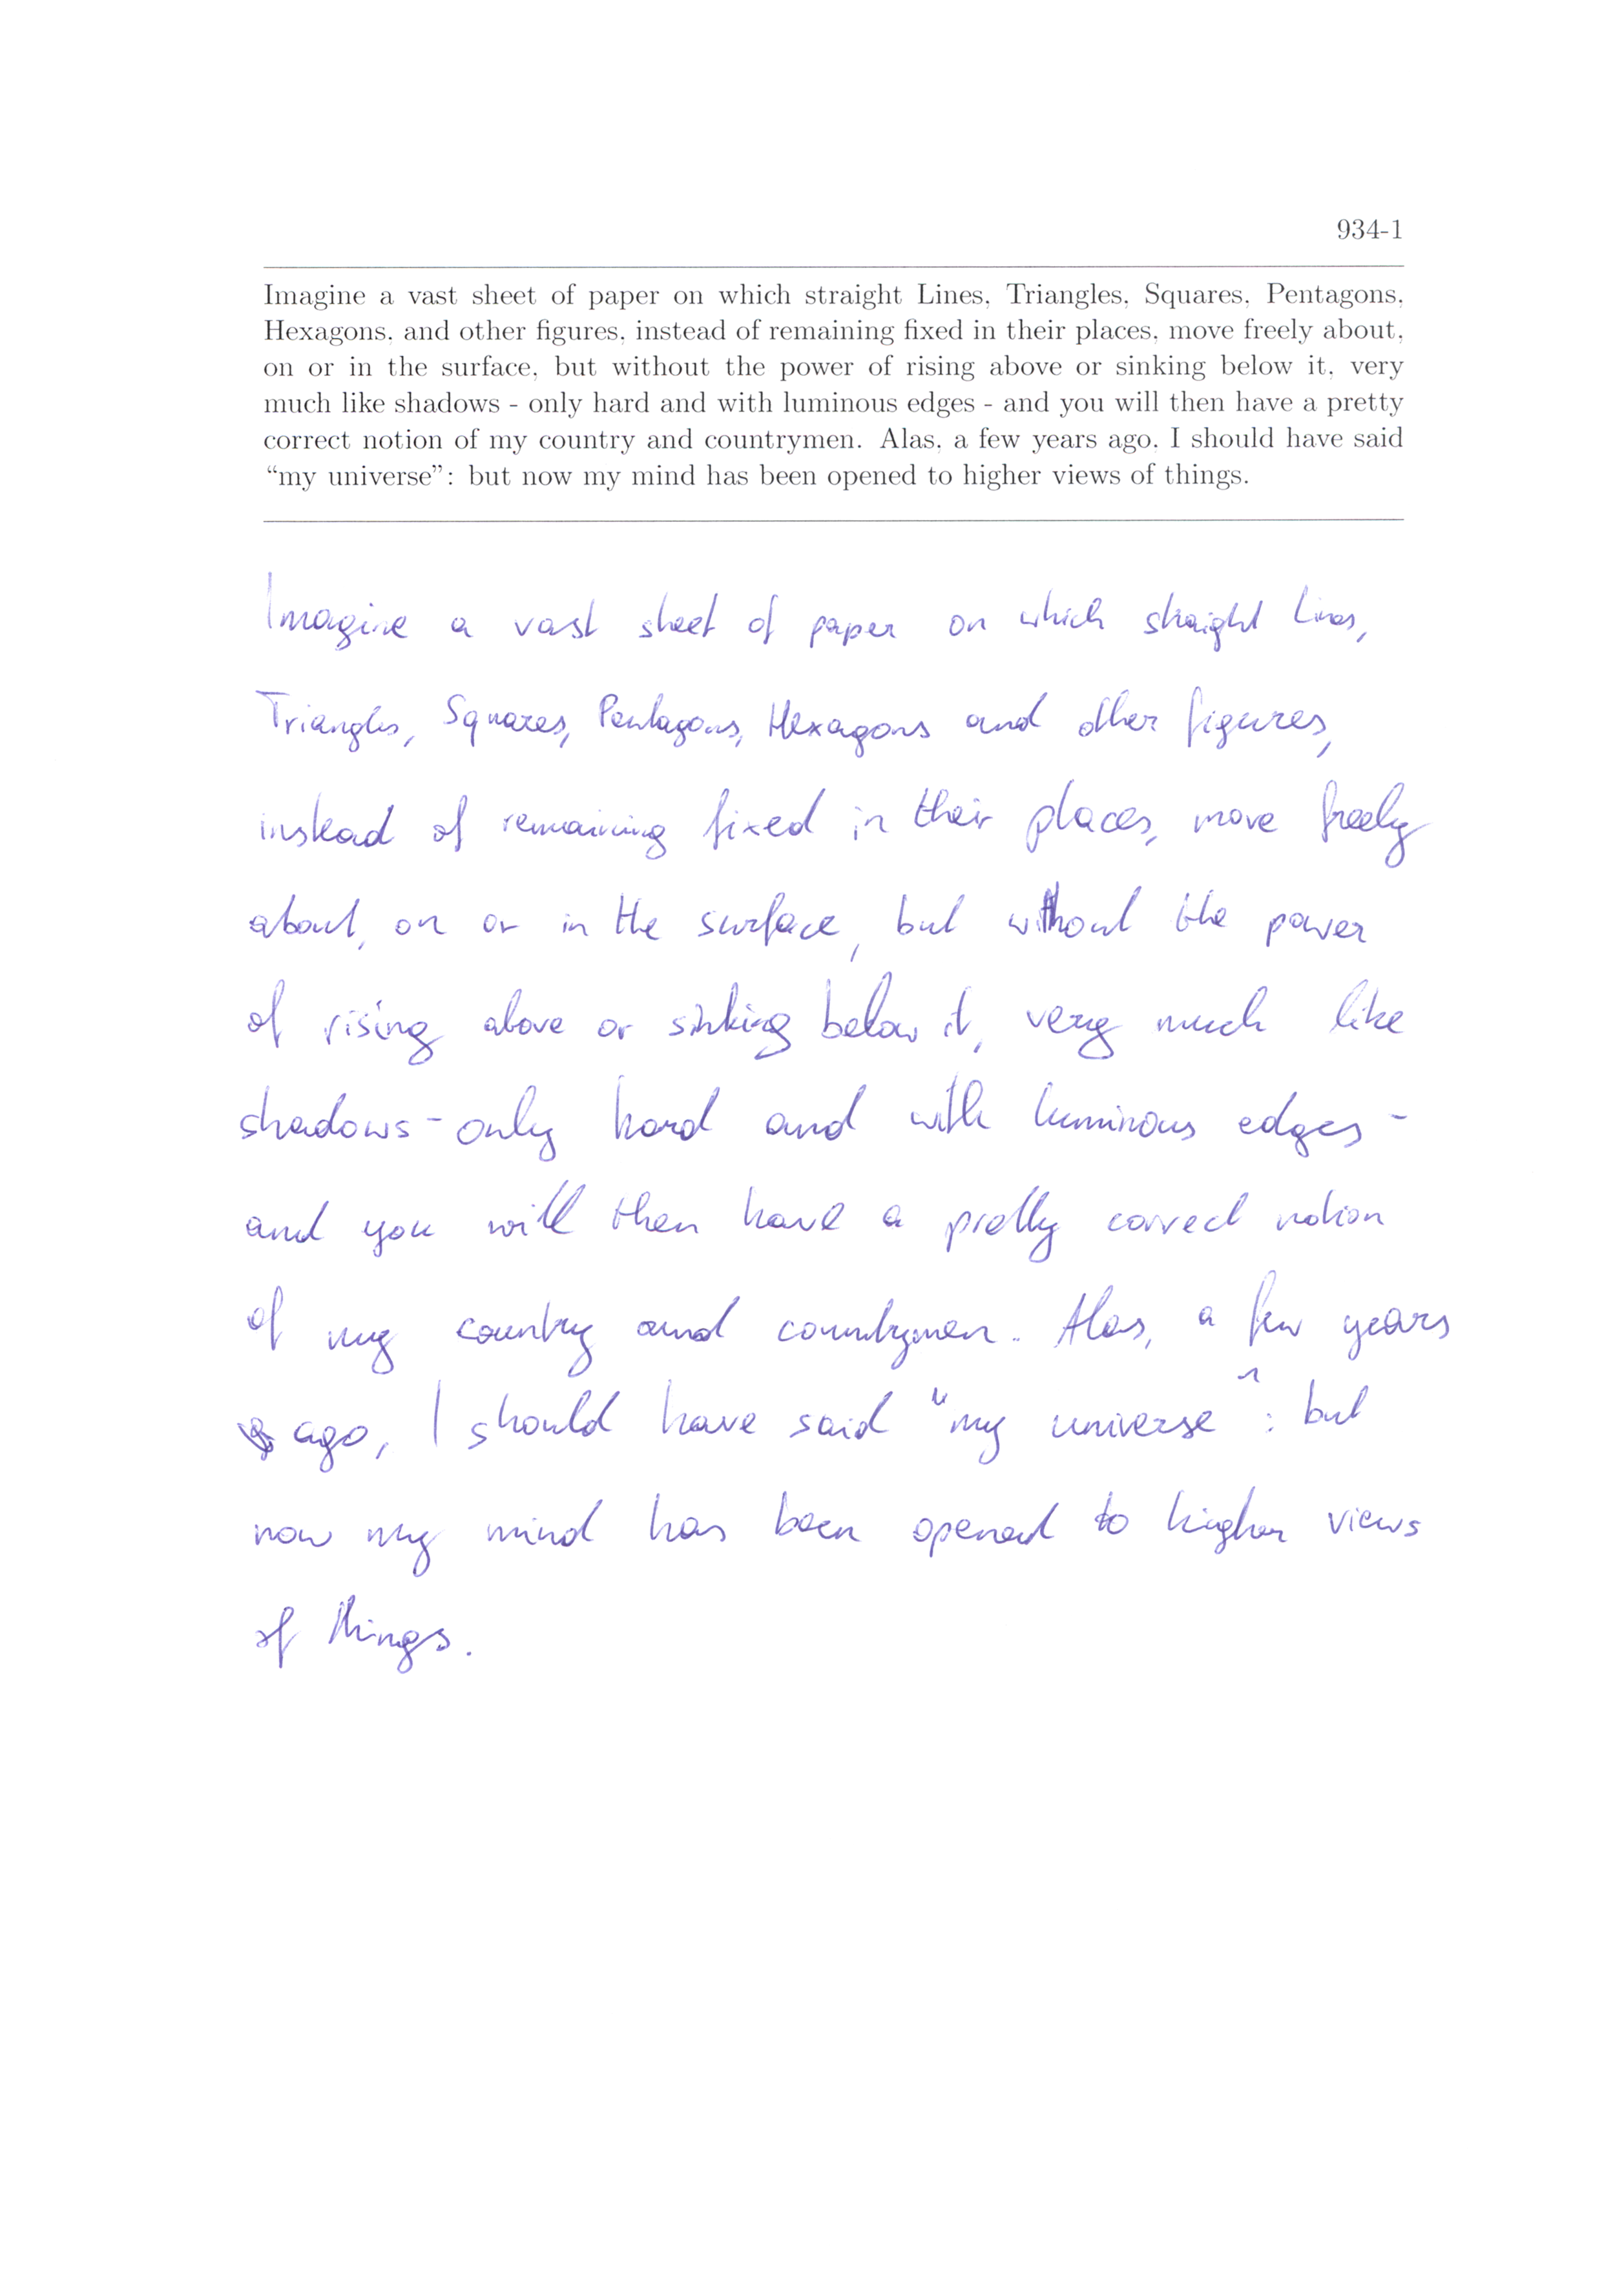 934-1
Imagine a vast sheet of paper on which straight Lines, Triangles, Squares, Pentagons,
Hexagons, and other figures, instead of remaining fixed in their places, move freely about,
on or in the surface, but without the power of rising above or sinking below it, very
much like shadows - only hard and with luminous edges - and you will then have a pretty
correct notion of my country and countrymen. Alas, a few years ago, I should have said
“my universe”: but now my mind has been opened to higher views of things.
Imagine a vast sheet of paper on which straight Lines,
Triangles, Squares, Pentagons, Hexagons and other figures,
instead of remaining fixed in their places, move freely
about, on or in the surface, but without the power
of rising above or sinking below it, very much like
shadows - only hard and with luminous edges -
and you will then have a pretty correct notion
of my country and countrymen. Alas, a few years
ago, I should have said "my universe": but
now my mind has been opened to higher views
of things.